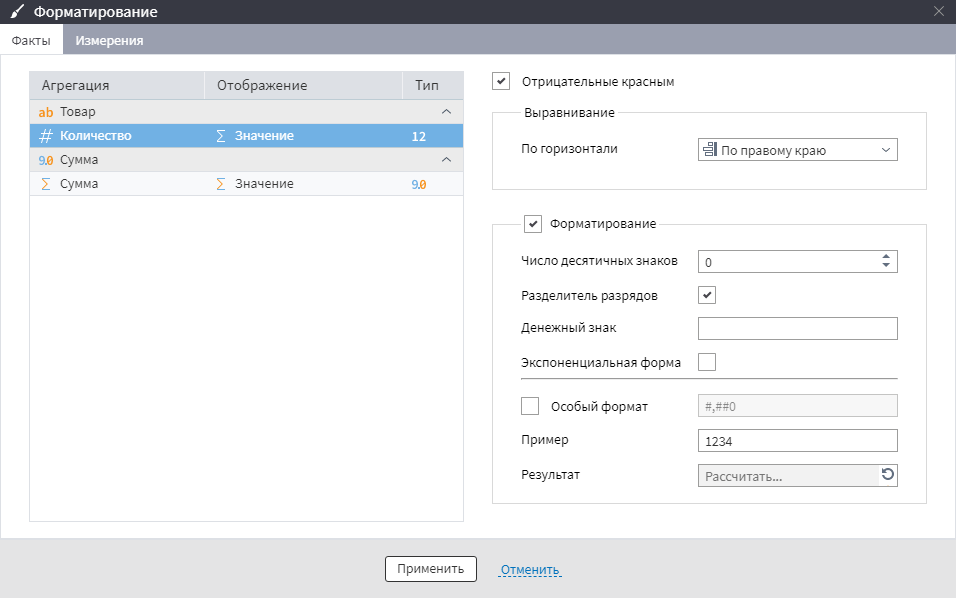 Форматирование
Факты Измерения
Агрегация Отображение Тип
ab Товар
# Количество Σ Значение 12
9.0 Сумма
Σ Сумма Σ Значение 9.0
Отрицательные красным
Выравнивание
По горизонтали По правому краю
Форматирование
Число десятичных знаков 0
Разделитель разрядов
Денежный знак
Экспоненциальная форма
Особый формат #,##0
Пример 1234
Результат Рассчитать...
Применить Отменить